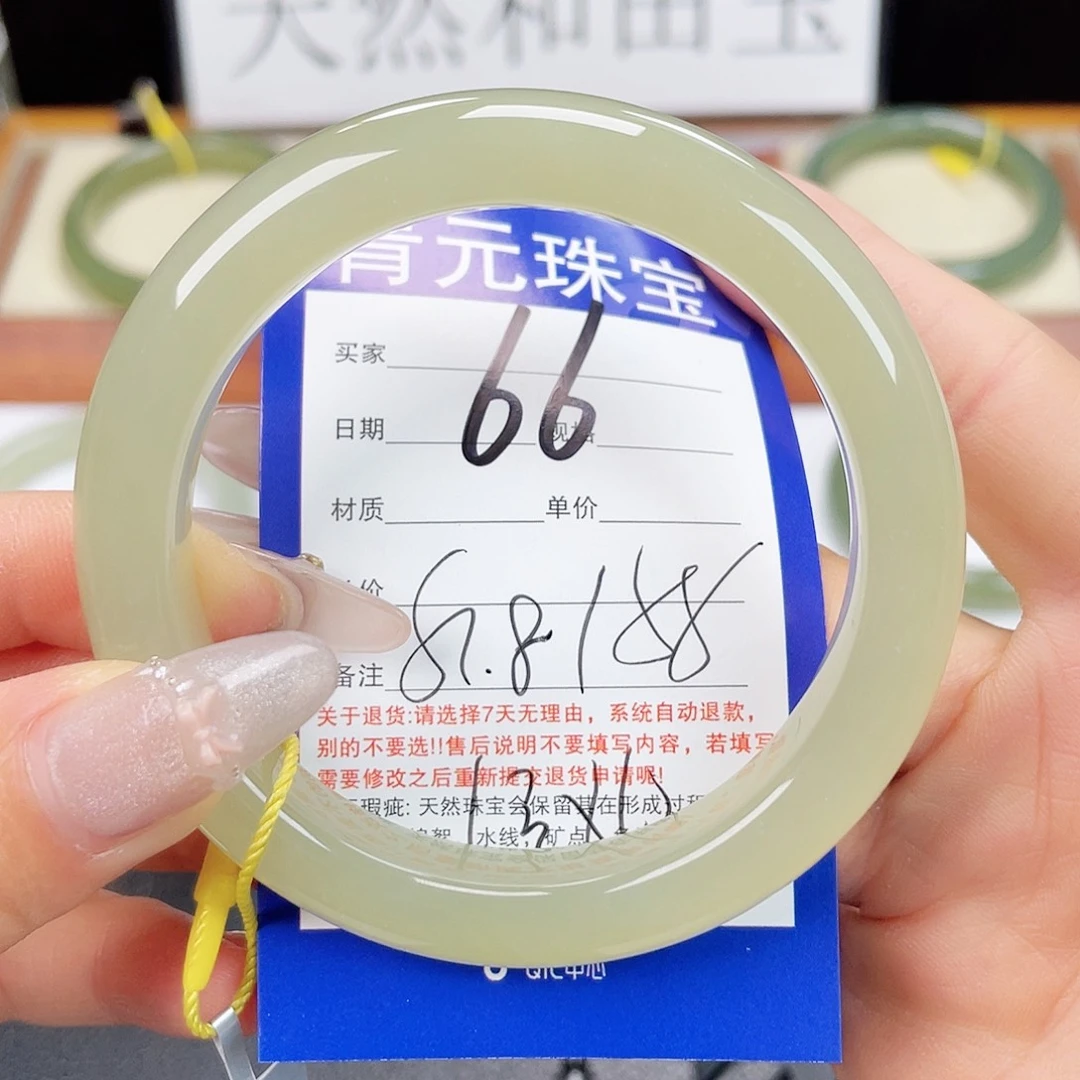 天然和田玉
青元珠宝
买家
66
日期 规格
材质 单价
备注
关于退货:请选择7天无理由，系统自动退款，
别的不要选!!售后说明不要填写内容，若填写
需要修改之后重新提交退货申请呢!
瑕疵: 天然珠宝会保留其在形成过程
棉絮，水线，矿点